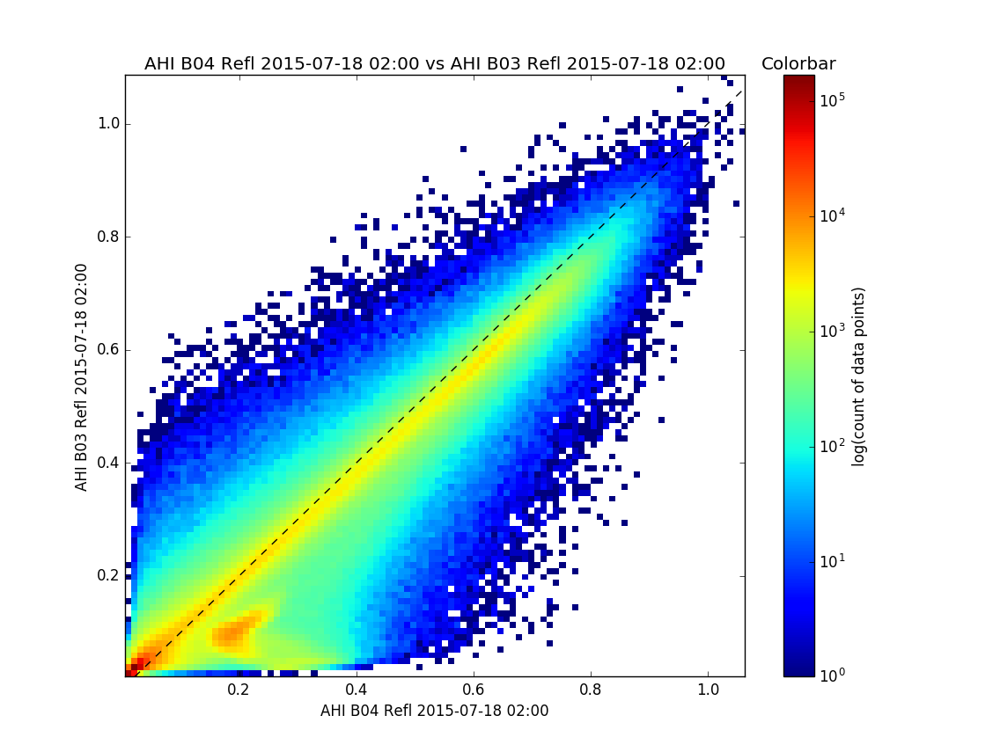 AHI B04 Refl 2015-07-18 02:00 vs AHI B03 Refl 2015-07-18 02:00
Colorbar
1.0
0.8
0.6
0.4
0.2
AHI B03 Refl 2015-07-18 02:00
0.2 0.4 0.6 0.8 1.0
AHI B04 Refl 2015-07-18 02:00
10^5
10^4
10^3
10^2
10^1
10^0
log(count of data points)